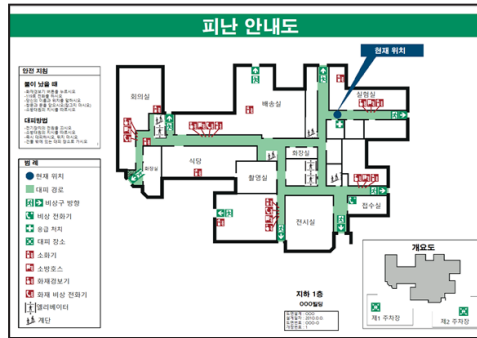 피난 안내도
현재 위치
안전 지침
불이 났을 때
대피방법
범 례
현재 위치
대피 경로
비상구 방향
비상 전화기
응급 처치
대피 장소
소화기
소방호스
화재경보기
화재 비상 전화기
엘리베이터
계단
회의실
배송실
실험실
식당
화장실
화장실
촬영실
전시실
접수실
지하 1층
OOO빌딩
개요도
제1 주차장
제2 주차장